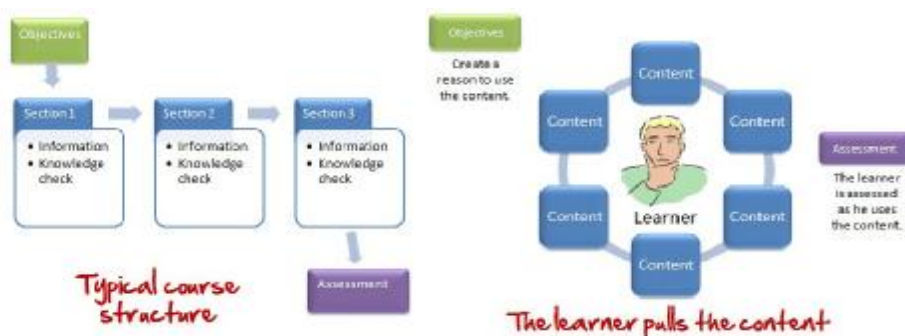 Objectives
Section 1
Information
Knowledge
check
Section 2
Information
Knowledge
check
Section 3
Information
Knowledge
check
Assessment
Typical course
structure
Objectives
Create a
reason to use
the content.
Content
Content
Content
Content
Content
Content
Learner
Assessment
The learner
is assessed
as he uses
the content.
The learner pulls the content